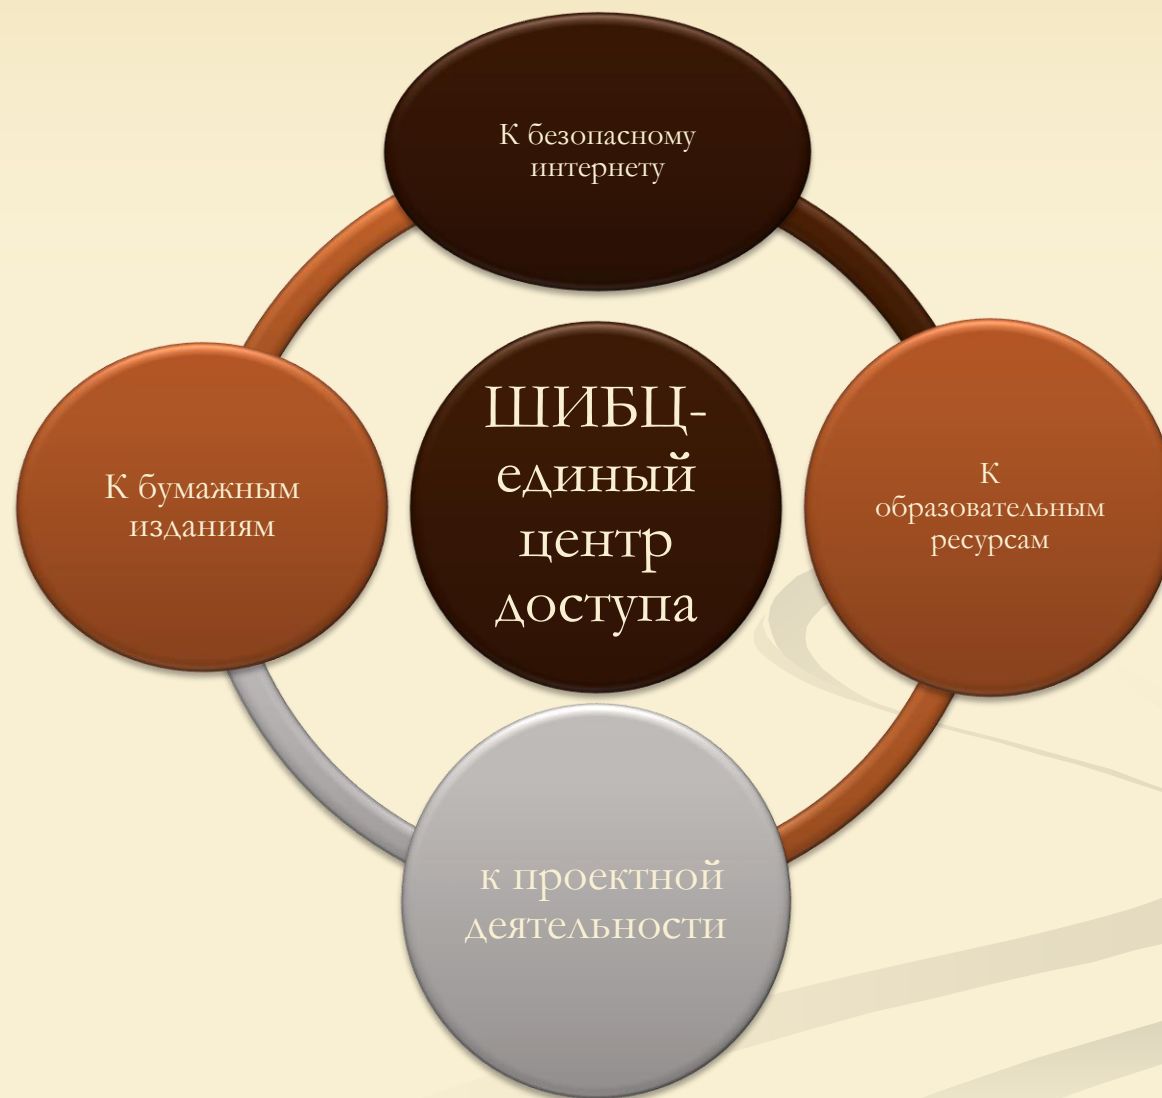 К безопасному
интернету
ШИБЦ-
единый
центр
доступа
К бумажным
изданиям
К
образовательным
ресурсам
к проектной
деятельности